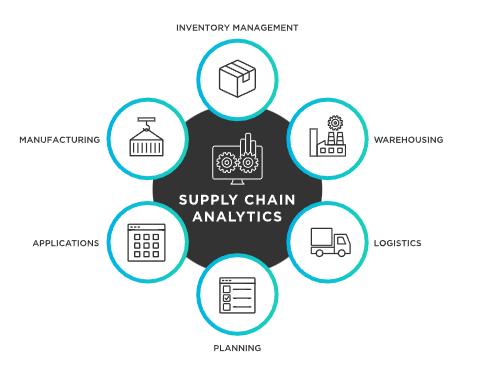 INVENTORY MANAGEMENT
MANUFACTURING
WAREHOUSING
SUPPLY CHAIN
ANALYTICS
APPLICATIONS
LOGISTICS
PLANNING